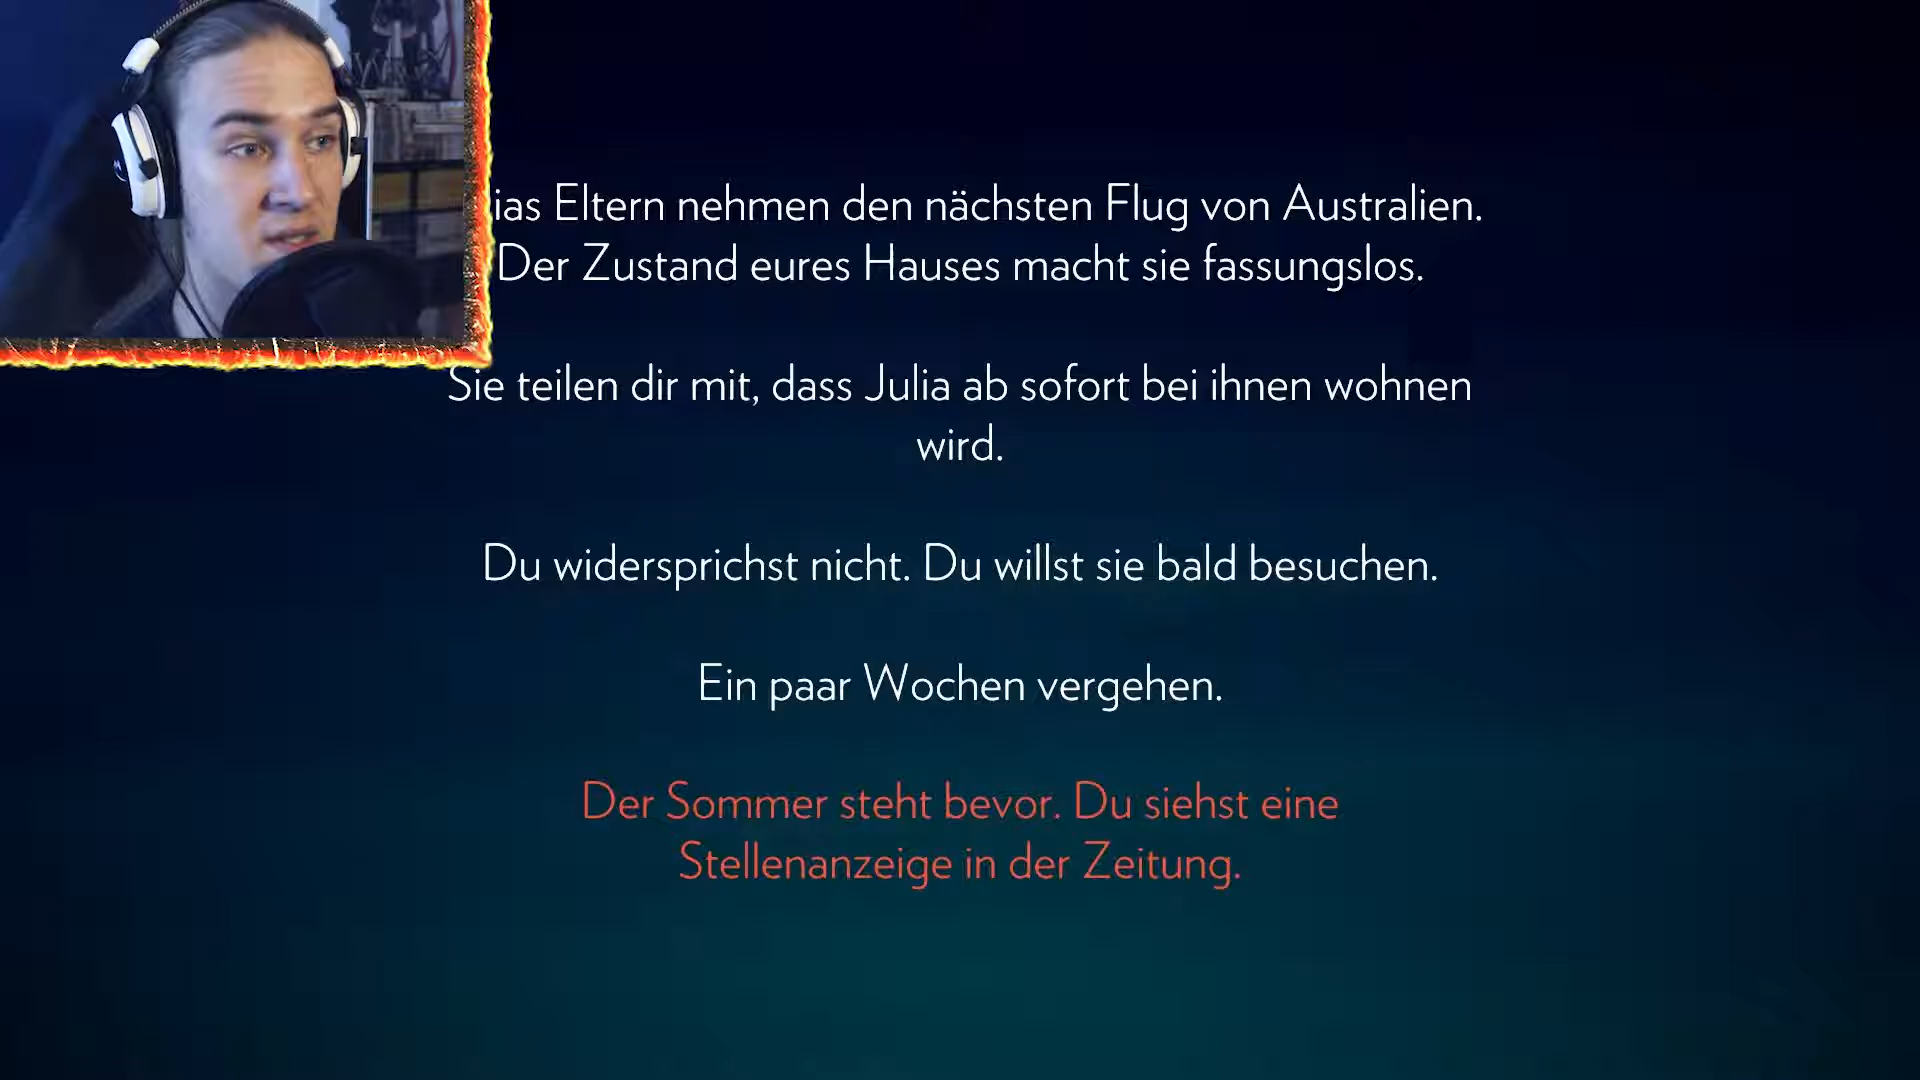 Eltern nehmen den nächsten Flug von Australien.
Der Zustand eures Hauses macht sie fassungslos.
Sie teilen dir mit, dass Julia ab sofort bei ihnen wohnen
wird.
Du widersprichst nicht. Du willst sie bald besuchen.
Ein paar Wochen vergehen.
Der Sommer steht bevor. Du siehst eine
Stellenanzeige in der Zeitung.